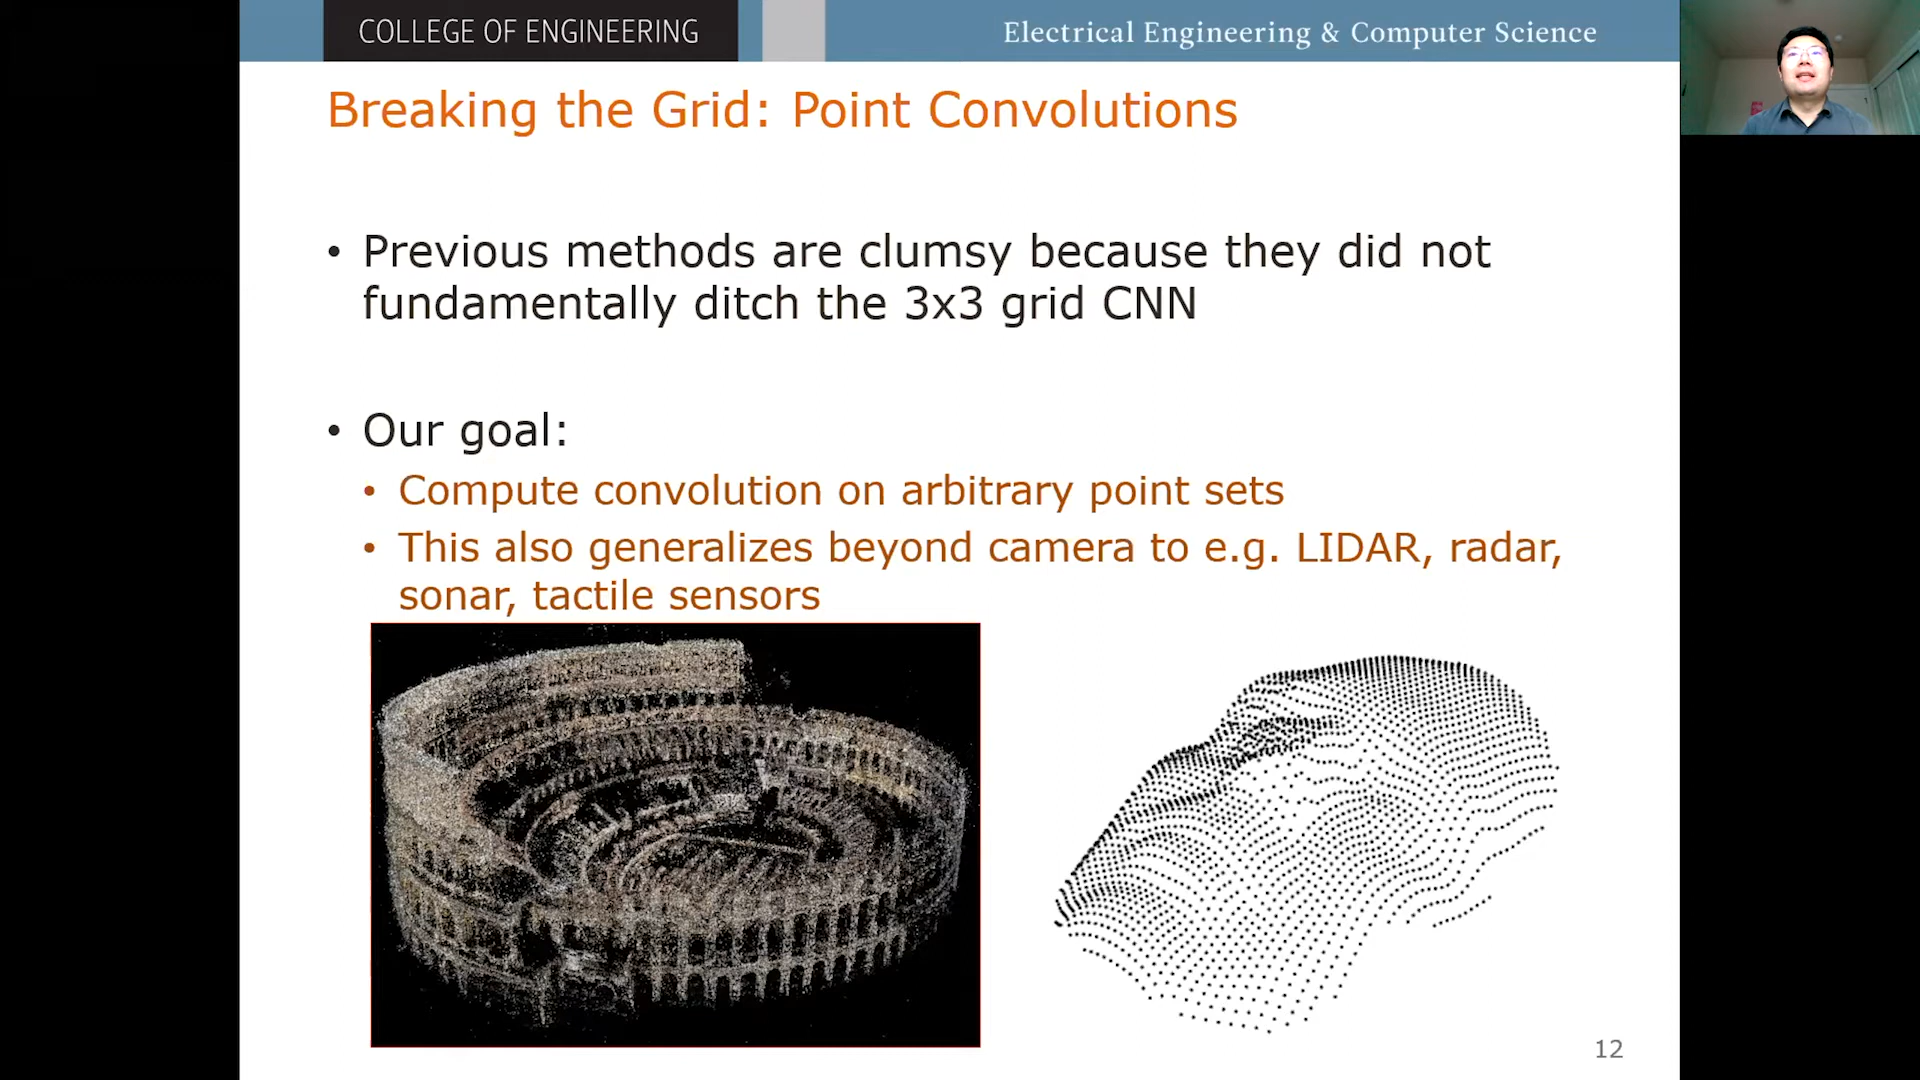 COLLEGE OF ENGINEERING
Electrical Engineering & Computer Science
Breaking the Grid: Point Convolutions
• Previous methods are clumsy because they did not
fundamentally ditch the 3x3 grid CNN
• Our goal:
• Compute convolution on arbitrary point sets
• This also generalizes beyond camera to e.g. LIDAR, radar,
sonar, tactile sensors
12